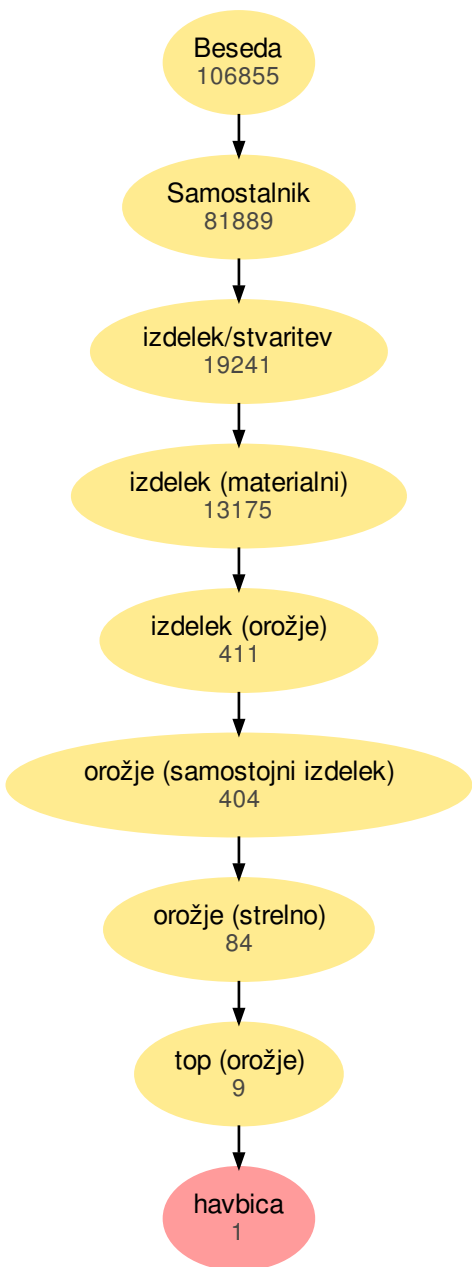 Beseda
106855
Samostalnik
81889
izdelek/stvaritev
19241
izdelek (materialni)
13175
izdelek (orožje)
411
orožje (samostojni izdelek)
404
orožje (strelno)
84
top (orožje)
9
havbica
1